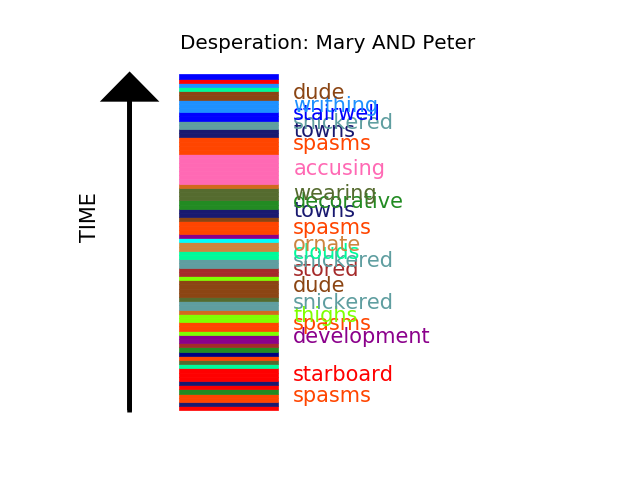 Desperation: Mary AND Peter
TIME
dude
writhing
stairwell
snickered
towns
spasms
accusing
wearing
decorative
towns
spasms
ornate
clouds
snickered
stored
dude
snickered
thighs
spasms
development
starboard
spasms